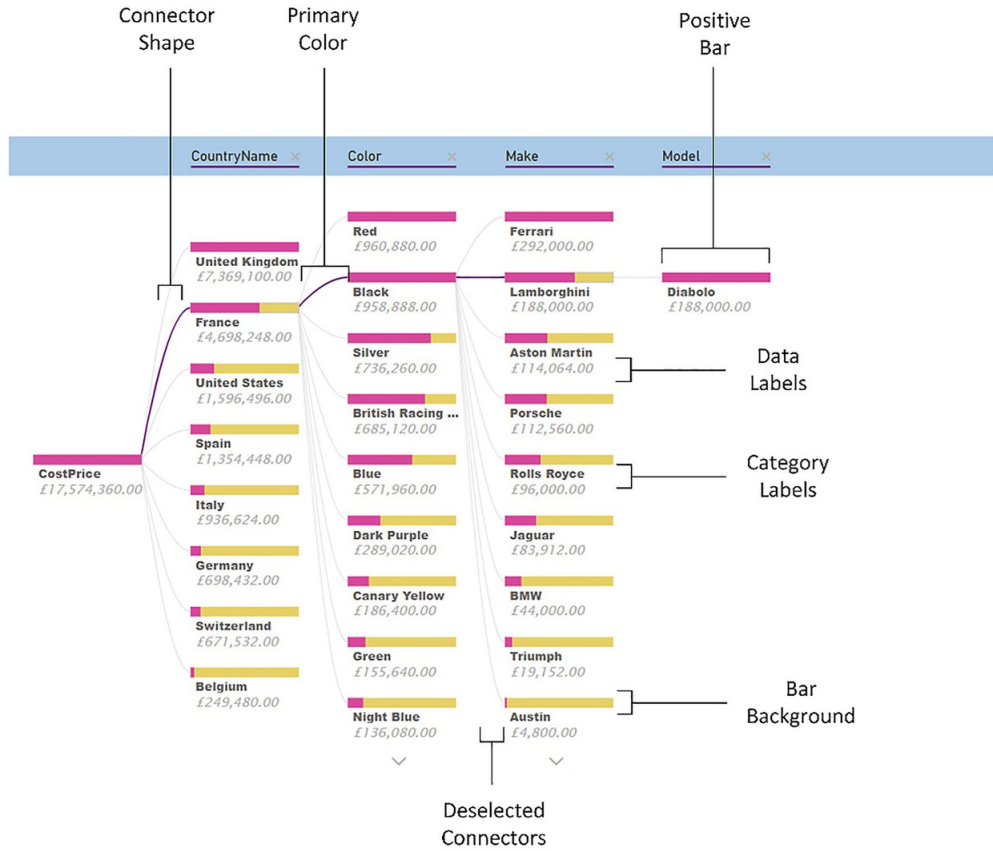 Connector
Shape
Primary
Color
Positive
Bar
CountryName ×
Color ×
Make ×
Model ×
CostPrice
£17,574,360.00
United Kingdom
£7,369,100.00
France
£4,698,248.00
United States
£1,596,496.00
Spain
£1,354,448.00
Italy
£936,624.00
Germany
£698,432.00
Switzerland
£671,532.00
Belgium
£249,480.00
Red
£960,880.00
Black
£958,888.00
Silver
£736,260.00
British Racing ...
£685,120.00
Blue
£571,960.00
Dark Purple
£289,020.00
Canary Yellow
£186,400.00
Green
£155,640.00
Night Blue
£136,080.00
Ferrari
£292,000.00
Lamborghini
£188,000.00
Aston Martin
£114,064.00
Porsche
£112,560.00
Rolls Royce
£96,000.00
Jaguar
£83,912.00
BMW
£44,000.00
Triumph
£19,152.00
Austin
£4,800.00
Diabolo
£188,000.00
Data
Labels
Category
Labels
Bar
Background
Deselected
Connectors